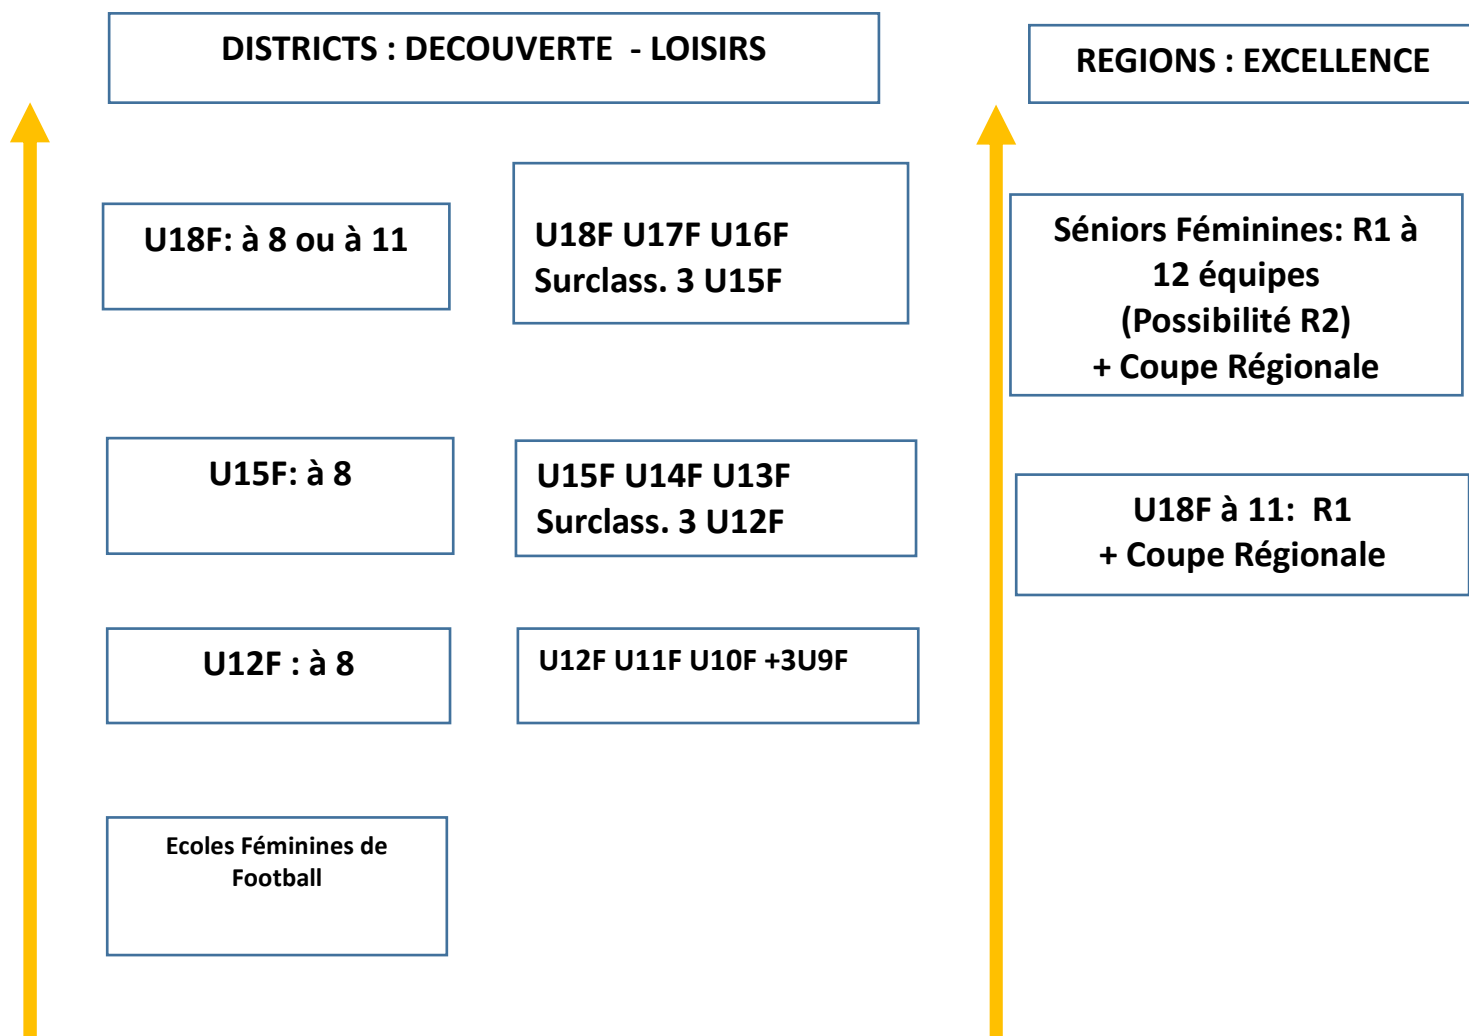 DISTRICTS : DECOUVERTE - LOISIRS
REGIONS : EXCELLENCE
U18F: à 8 ou à 11
U18F U17F U16F
Surclass. 3 U15F
Séniors Féminines: R1 à
12 équipes
(Possibilité R2)
+ Coupe Régionale
U15F: à 8
U15F U14F U13F
Surclass. 3 U12F
U18F à 11: R1
+ Coupe Régionale
U12F : à 8
U12F U11F U10F +3U9F
Ecoles Féminines de
Football